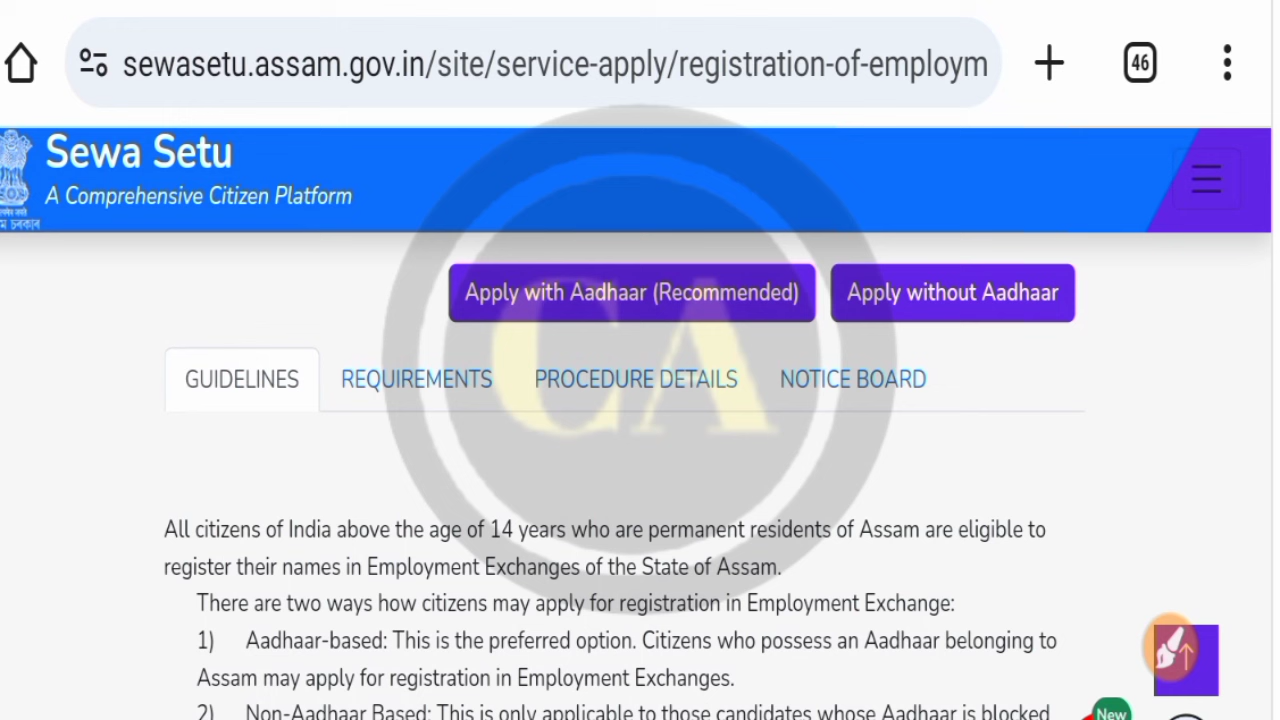 sewasetu.assam.gov.in/site/service-apply/registration-of-employm
46
Sewa Setu
A Comprehensive Citizen Platform
Apply with Aadhaar (Recommended) Apply without Aadhaar
GUIDELINES REQUIREMENTS PROCEDURE DETAILS NOTICE BOARD
CA
All citizens of India above the age of 14 years who are permanent residents of Assam are eligible to
register their names in Employment Exchanges of the State of Assam.
There are two ways how citizens may apply for registration in Employment Exchange:
1) Aadhaar-based: This is the preferred option. Citizens who possess an Aadhaar belonging to
Assam may apply for registration in Employment Exchanges.
2) Non-Aadhaar Based: This is only applicable to those candidates whose Aadhaar is blocked
New